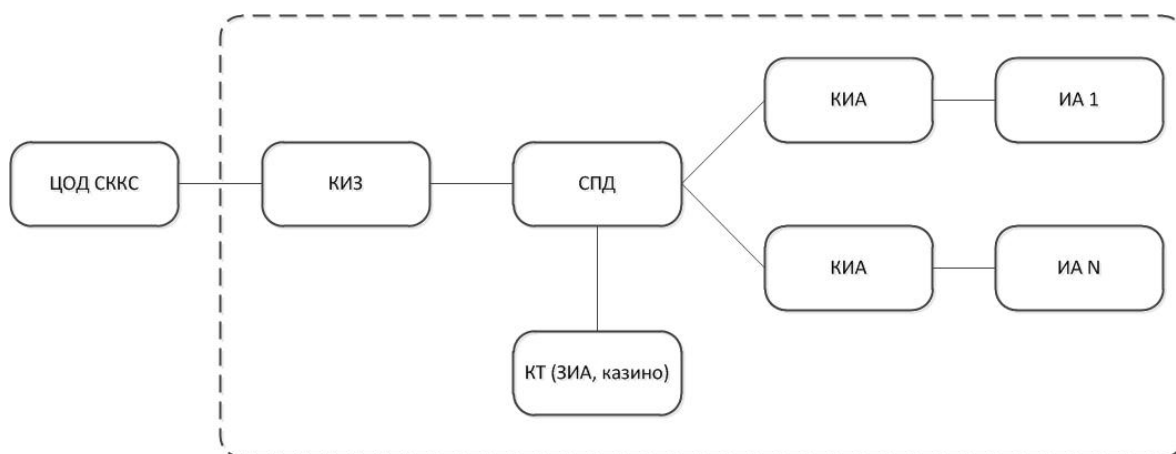 КИА
ИА 1
ЦОД СККС
КИЗ
СПД
КИА
ИА N
КТ (ЗИА, казино)